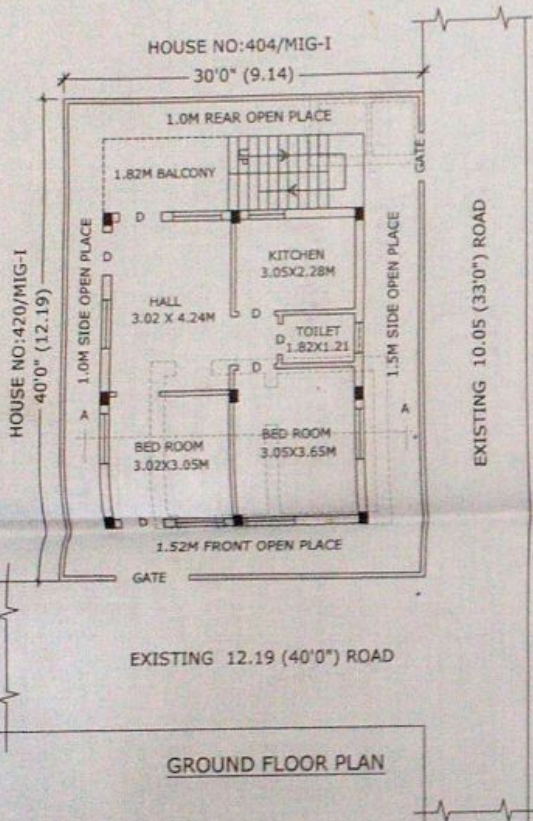 HOUSE NO:404/MIG-I
30'0" (9.14)
1.0M REAR OPEN PLACE
GATE
UP
1.82M BALCONY
D
D
KITCHEN
3.05X2.28M
HALL
3.02 X 4.24M
D
TOILET
1.82X1.21
D
D
HOUSE NO:420/MIG-I
40'0" (12.19)
1.0M SIDE OPEN PLACE
1.5M SIDE OPEN PLACE
EXISTING 10.05 (33'0") ROAD
A
A
BED ROOM
3.02X3.05M
BED ROOM
3.05X3.65M
D
1.52M FRONT OPEN PLACE
GATE
EXISTING 12.19 (40'0") ROAD
GROUND FLOOR PLAN